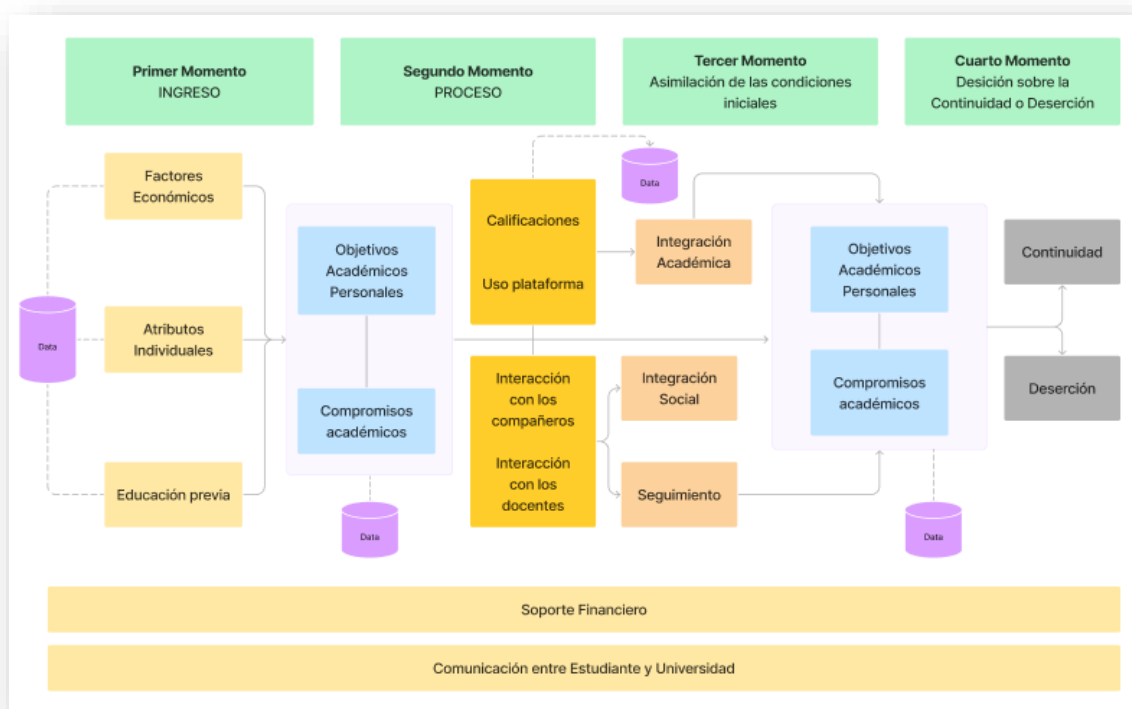 Primer Momento
INGRESO
Segundo Momento
PROCESO
Tercer Momento
Asimilación de las condiciones
iniciales
Cuarto Momento
Desición sobre la
Continuidad o Deserción
Data
Factores
Económicos
Atributos
Individuales
Educación previa
Objetivos
Académicos
Personales
Compromisos
académicos
Data
Calificaciones
Uso plataforma
Interacción
con los
compañeros
Interacción
con los
docentes
Data
Integración
Académica
Integración
Social
Seguimiento
Objetivos
Académicos
Personales
Compromisos
académicos
Data
Continuidad
Deserción
Soporte Financiero
Comunicación entre Estudiante y Universidad